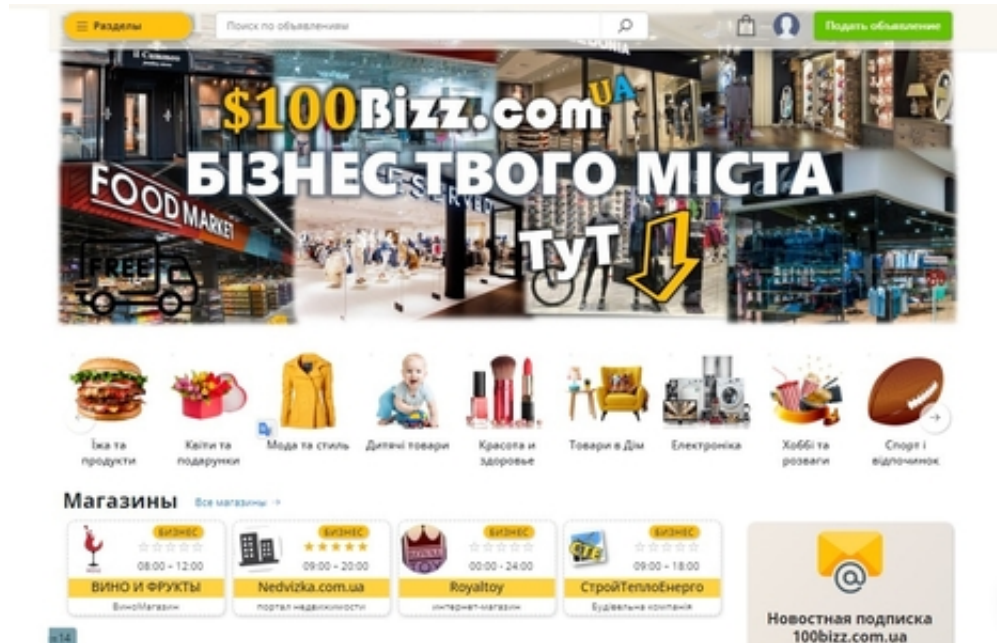 Разделы
Поиск по объявлениям
Подать объявление
$100Bizz.com UA
БІЗНЕС ТВОГО МІСТА
FOOD MARKET
FREE
ТуТ
Їжа та продукти
Квіти та подарунки
Мода та стиль
Дитячі товари
Красота и здоровье
Товари в Дім
Електроніка
Хоббі та розваги
Спорт і відпочинок
Магазины
Все магазины →
БИЗНЕС
08:00 – 12:00
ВИНО И ФРУКТЫ
ВиноМагазин
БИЗНЕС
09:00 – 20:00
Nedvizka.com.ua
портал недвижимости
БИЗНЕС
00:00 - 24:00
Royaltoy
интернет-магазин
БИЗНЕС
09:00 – 18:00
СтройТеплоЕнерго
Будівельна компанія
Новостная подписка
100bizz.com.ua